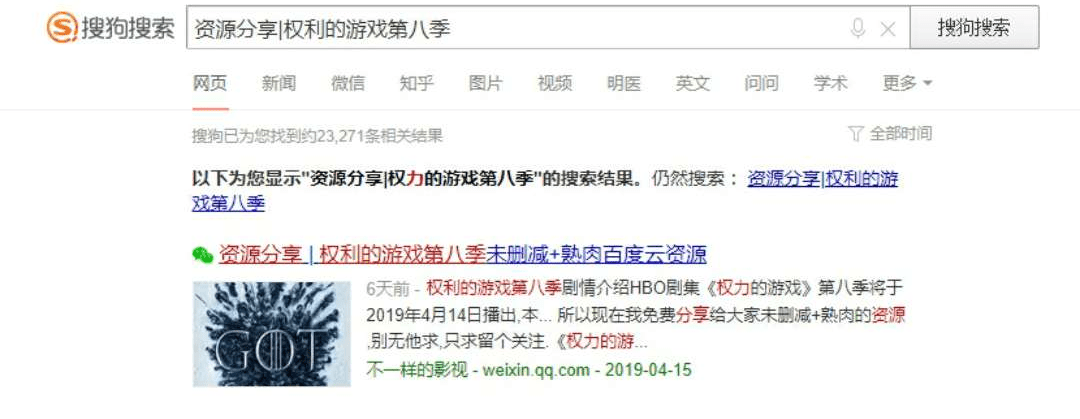 搜狗搜索 资源分享|权利的游戏第八季 搜狗搜索
网页 新闻 微信 知乎 图片 视频 明医 英文 问问 学术 更多
搜狗已为您找到约23,271条相关结果 全部时间
以下为您显示"资源分享|权力的游戏第八季"的搜索结果。仍然搜索： 资源分享|权利的游
戏第八季
资源分享 | 权利的游戏第八季未删减+熟肉百度云资源
6天前 - 权利的游戏第八季剧情介绍HBO剧集《权力的游戏》第八季将于
2019年4月14日播出,本... 所以现在我免费分享给大家未删减+熟肉的资源
,别无他求,只求留个关注.《权力的游...
GOT
不一样的影视 - weixin.qq.com - 2019-04-15